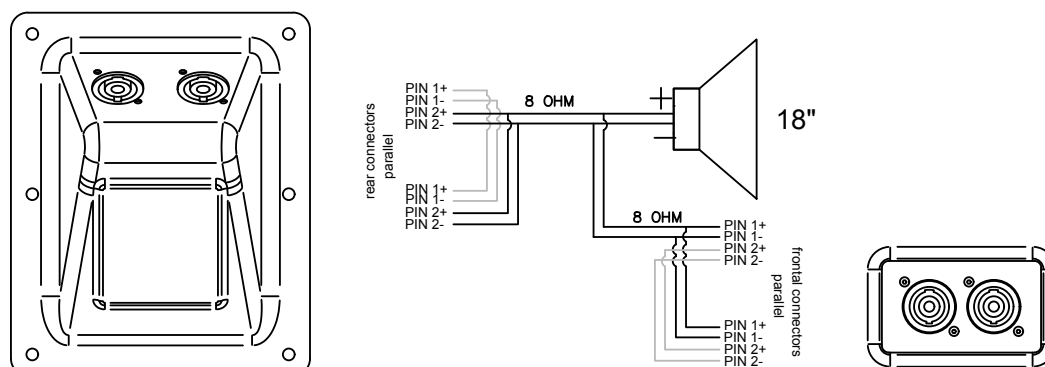 rear connectors
parallel
PIN 1+
PIN 1-
PIN 2+
PIN 2-
PIN 1+
PIN 1-
PIN 2+
PIN 2-
8 OHM
18"
8 OHM
PIN 1+
PIN 1-
PIN 2+
PIN 2-
PIN 1+
PIN 1-
PIN 2+
PIN 2-
frontal connectors
parallel